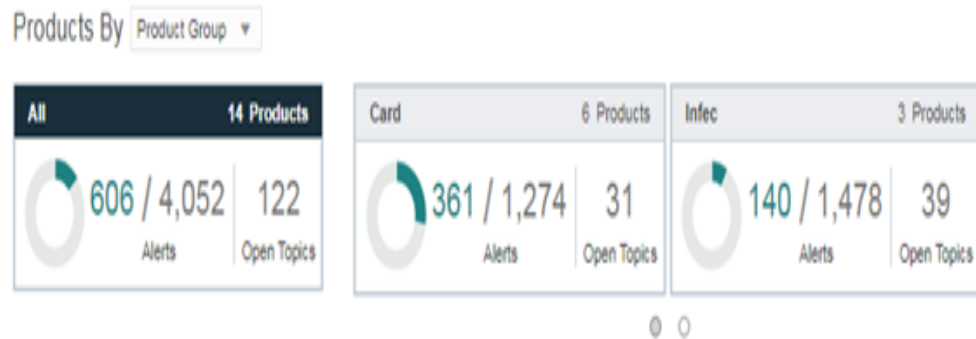 Products By Product Group
All 14 Products
606 / 4,052 122
Alerts Open Topics
Card 6 Products
361 / 1,274 31
Alerts Open Topics
Infec 3 Products
140 / 1,478 39
Alerts Open Topics